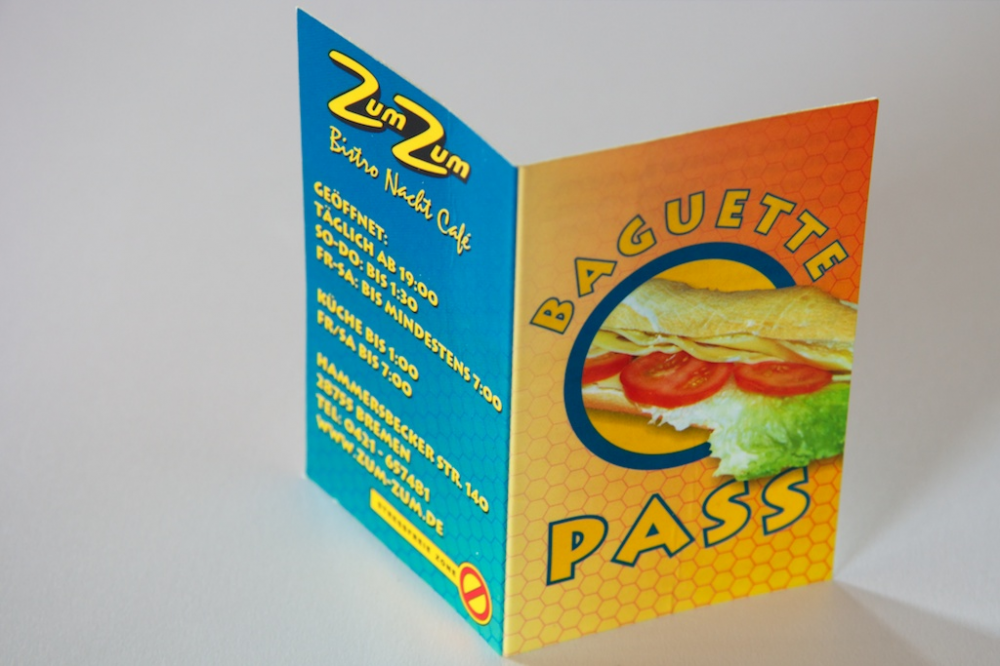 Zum Zum
Bistro Nacht Café
GEÖFFNET:
TÄGLICH AB 19:00
SO-DO: BIS 1:30
FR-SA: BIS MINDESTENS 7:00
KÜCHE BIS 1:00
FR/SA BIS 7:00
HAMMERSBECKER STR. 140
28755 BREMEN
TEL: 0421 - 657481
WWW.ZUM-ZUM.DE
BAGUETTE
PASS